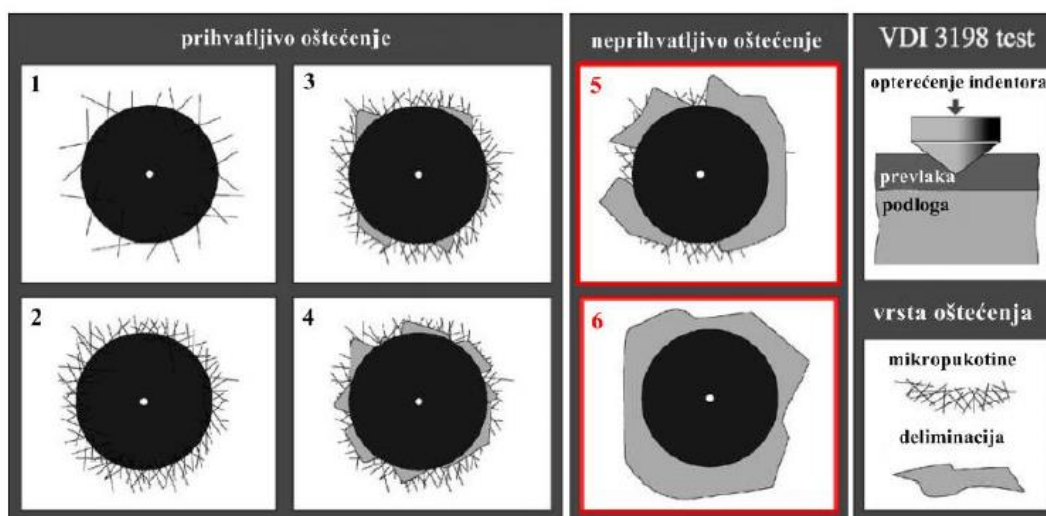 prihvatljivo oštećenje
1
3
2
4
neprihvatljivo oštećenje
5
6
VDI 3198 test
opterećenje indentora
prevlaka
podloga
vrsta oštećenja
mikropukotine
deliminacija